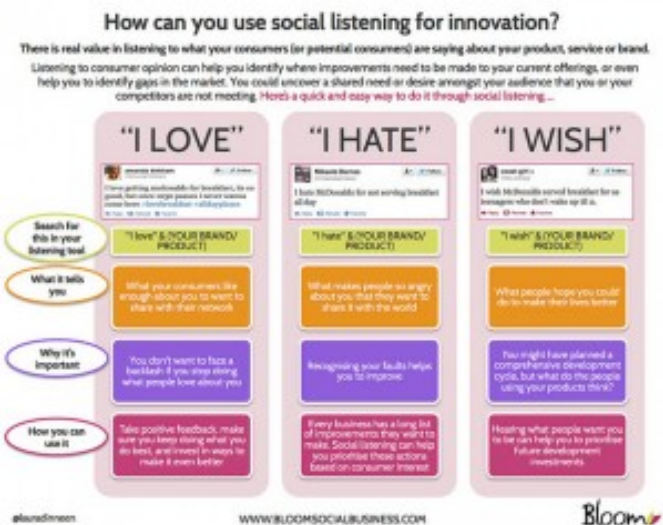 How can you use social listening for innovation?
There is real value in listening to what your consumers (or potential consumers) are saying about your product, service or brand.
Listening to consumer opinion can help you identify where improvements need to be made to your current offerings, or even
help you to identify gaps in the market. You could uncover a shared need or desire amongst your audience that you or your
competitors are not meeting. Here's a quick and easy way to do it through social listening...
"I LOVE"
"I HATE"
"I WISH"
I love getting mcdonalds for breakfast, its so
good, but once
I hate McDonalds for not serving breakfast
all day
I wish McDonalds served breakfast for us
teenagers who don't wake up til
Search for
this in your
listening tool
"I love" & (YOUR BRAND/
PRODUCT)
"I hate" & (YOUR BRAND/
PRODUCT)
"I wish" & (YOUR BRAND/
PRODUCT)
What it tells
you
What your consumers like
enough about you to want to
share with their network
What makes people so angry
about you that they want to
share it with the world
What people hope you could
do to make their lives better
Why it's
important
You don't want to face a
backlash if you stop doing
what people love about you
Recognising your faults helps
you to improve
You might have planned a
comprehensive development
cycle, but what do the people
using your products think?
How you can
use it
Take positive feedback, make
sure you keep doing what you
do best, and invest in ways to
make it even better
Every business has a long list
of improvements they want to
make. Social listening can help
you prioritise these actions
based on consumer interest
Hearing what people want you
to be can help you to prioritise
future development
investments
@lauradinneen
WWW.BLOOMSOCIALBUSINESS.COM
Bloom